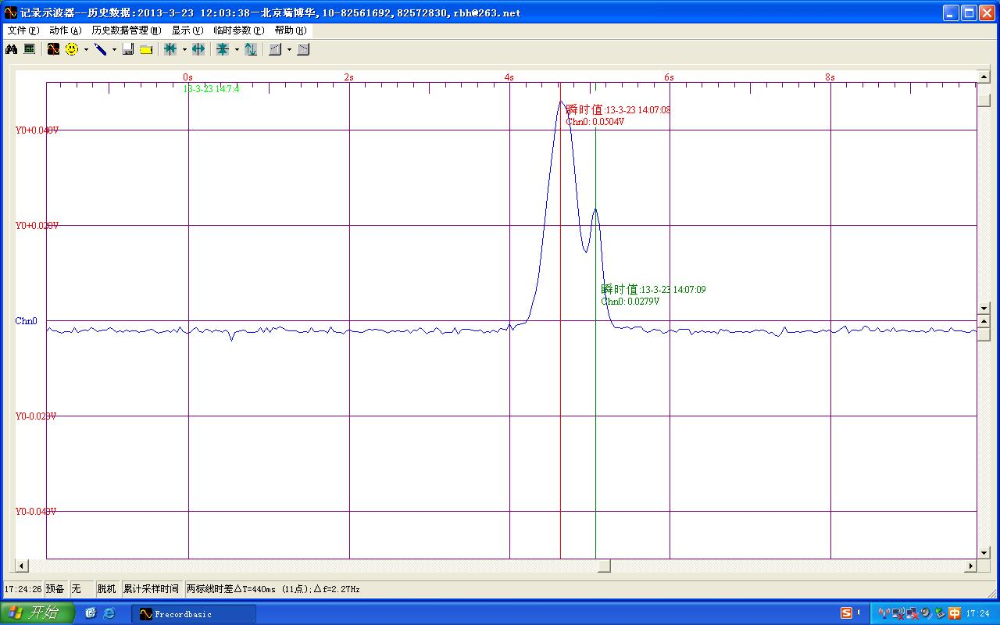 记录示波器--历史数据:2013-3-23 12:03:38－北京瑞博华,10-82561692,82572830,rbh@263.net
文件(F) 动作(A) 历史数据管理(M) 显示(V) 临时参数(P) 帮助(H)
0s 2s 4s 6s 8s
13-3-23 14:7:4
瞬时值:13-3-23 14:07:08
Chn0: 0.0504V
Y0+0.040V
Y0+0.020V
瞬时值:13-3-23 14:07:09
Chn0: 0.0279V
Chn0
Y0-0.020V
Y0-0.040V
17:24:26 预备 无 脱机 累计采样时间 两标线时差△T=440ms (11点);△f=2.27Hz
开始 Frecordbasic S 中 17:24